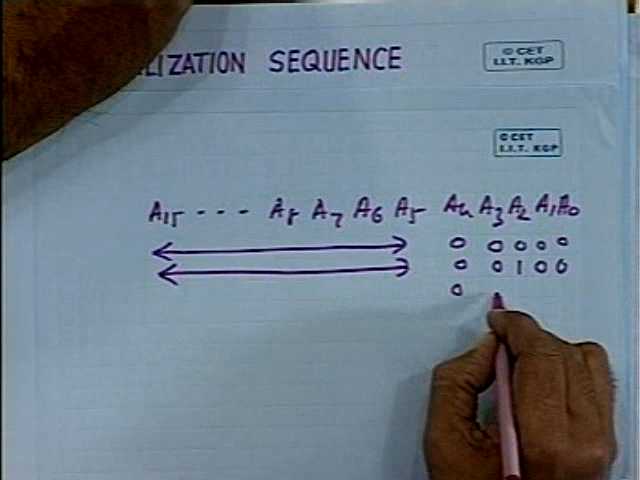 LIZATION SEQUENCE
© CET
I.I.T. KGP
© CET
I.I.T. KGP
A15 - - - A8 A7 A6 A5 A4 A3 A2 A1 A0
0 0 0 0 0
0 0 1 0 0
0